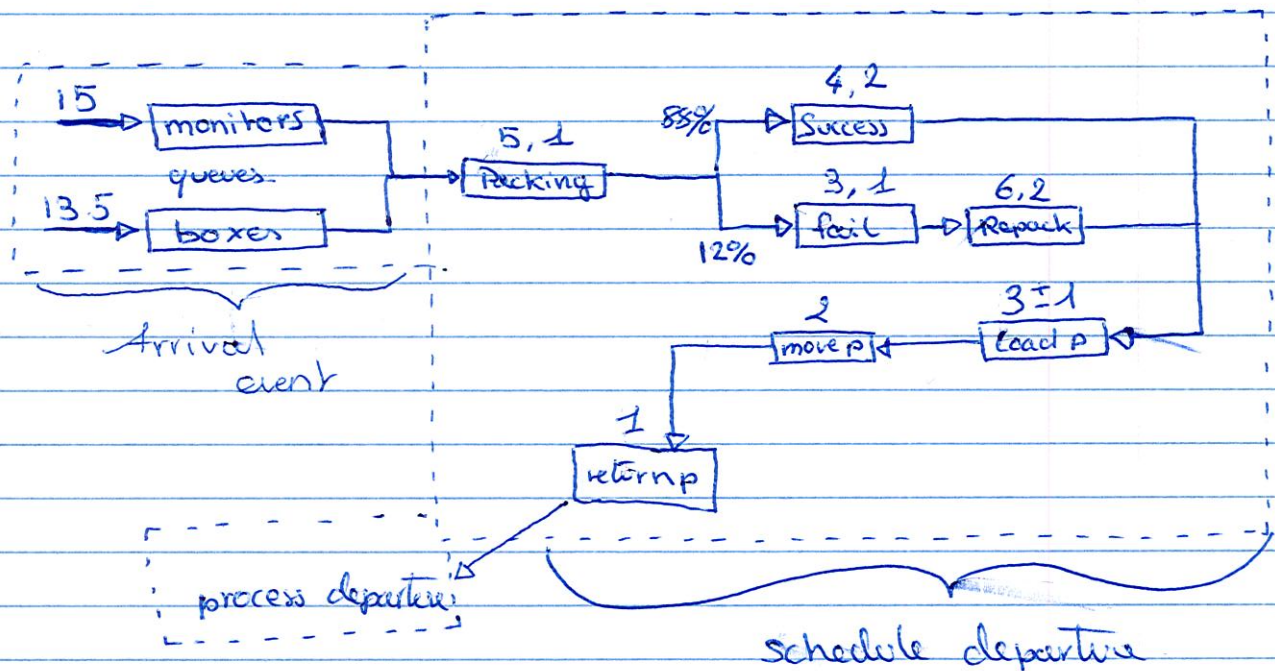 15
monitors
queues
13.5
boxes
Arrival
event
5, 1
Packing
88%
12%
4, 2
Success
3, 1
fail
6, 2
Repack
3 ± 1
Load p
2
move p
1
return p
process departure
schedule departure